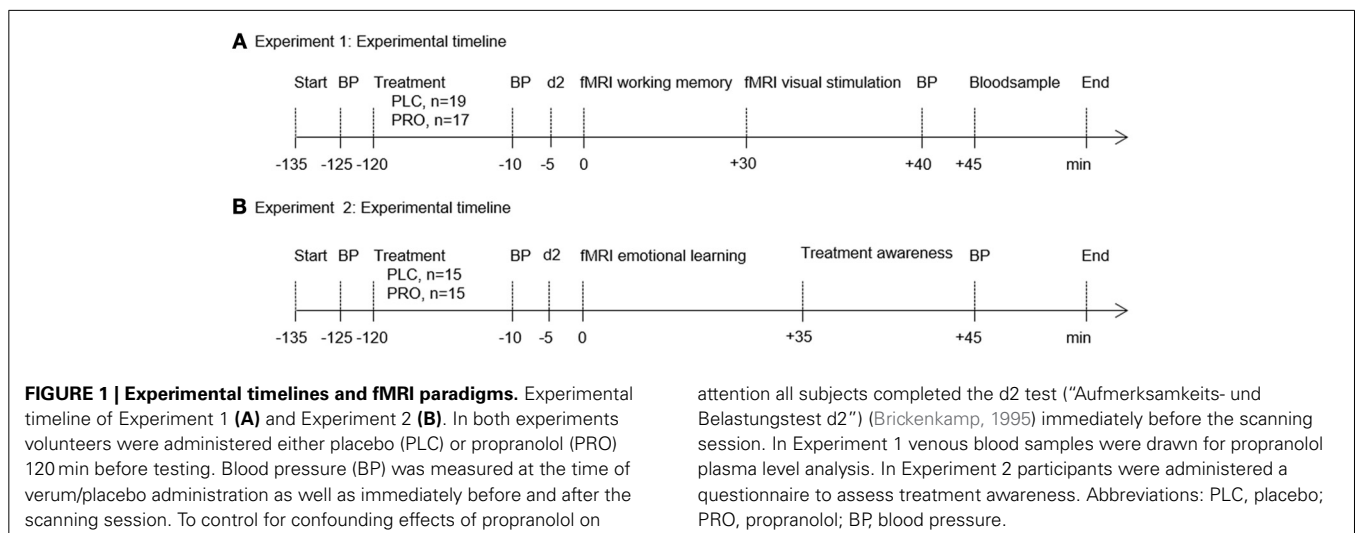 A Experiment 1: Experimental timeline
Start BP Treatment BP d2 fMRI working memory fMRI visual stimulation BP Bloodsample End
PLC, n=19
PRO, n=17
-135 -125 -120 -10 -5 0 +30 +40 +45 min
B Experiment 2: Experimental timeline
Start BP Treatment BP d2 fMRI emotional learning Treatment awareness BP End
PLC, n=15
PRO, n=15
-135 -125 -120 -10 -5 0 +35 +45 min
FIGURE 1 | Experimental timelines and fMRI paradigms. Experimental
timeline of Experiment 1 (A) and Experiment 2 (B). In both experiments
volunteers were administered either placebo (PLC) or propranolol (PRO)
120 min before testing. Blood pressure (BP) was measured at the time of
verum/placebo administration as well as immediately before and after the
scanning session. To control for confounding effects of propranolol on
attention all subjects completed the d2 test ("Aufmerksamkeits- und
Belastungstest d2") (Brickenkamp, 1995) immediately before the scanning
session. In Experiment 1 venous blood samples were drawn for propranolol
plasma level analysis. In Experiment 2 participants were administered a
questionnaire to assess treatment awareness. Abbreviations: PLC, placebo;
PRO, propranolol; BP, blood pressure.